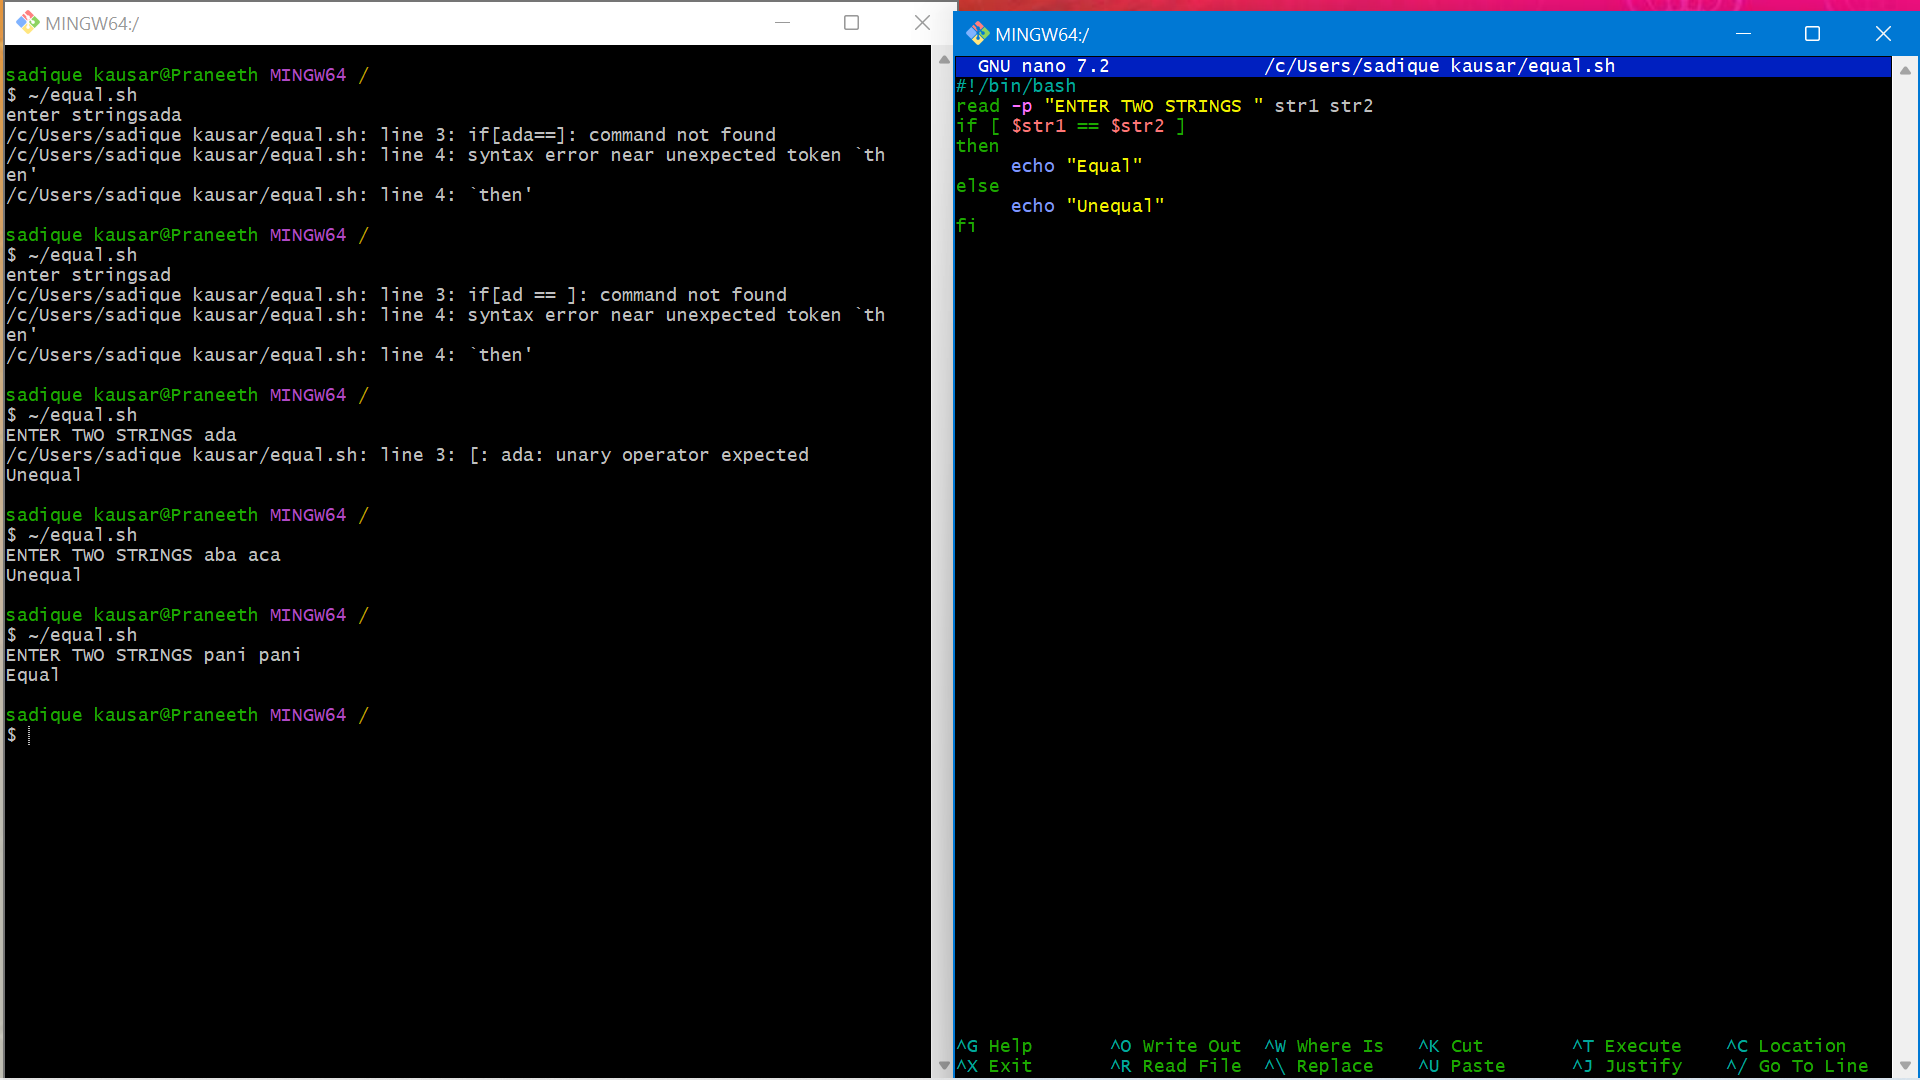 MINGW64:/
sadique kausar@Praneeth MINGW64 /
$ ~/equal.sh
enter stringsada
/c/Users/sadique kausar/equal.sh: line 3: if[ada==]: command not found
/c/Users/sadique kausar/equal.sh: line 4: syntax error near unexpected token `th
en'
/c/Users/sadique kausar/equal.sh: line 4: `then'
sadique kausar@Praneeth MINGW64 /
$ ~/equal.sh
enter stringsad
/c/Users/sadique kausar/equal.sh: line 3: if[ad == ]: command not found
/c/Users/sadique kausar/equal.sh: line 4: syntax error near unexpected token `th
en'
/c/Users/sadique kausar/equal.sh: line 4: `then'
sadique kausar@Praneeth MINGW64 /
$ ~/equal.sh
ENTER TWO STRINGS ada
/c/Users/sadique kausar/equal.sh: line 3: [: ada: unary operator expected
Unequal
sadique kausar@Praneeth MINGW64 /
$ ~/equal.sh
ENTER TWO STRINGS aba aca
Unequal
sadique kausar@Praneeth MINGW64 /
$ ~/equal.sh
ENTER TWO STRINGS pani pani
Equal
sadique kausar@Praneeth MINGW64 /
$
MINGW64:/
GNU nano 7.2 /c/Users/sadique kausar/equal.sh
#!/bin/bash
read -p "ENTER TWO STRINGS " str1 str2
if [ $str1 == $str2 ]
then
echo "Equal"
else
echo "Unequal"
fi
^G Help ^O Write Out ^W Where Is ^K Cut ^T Execute ^C Location
^X Exit ^R Read File ^\ Replace ^U Paste ^J Justify ^/ Go To Line